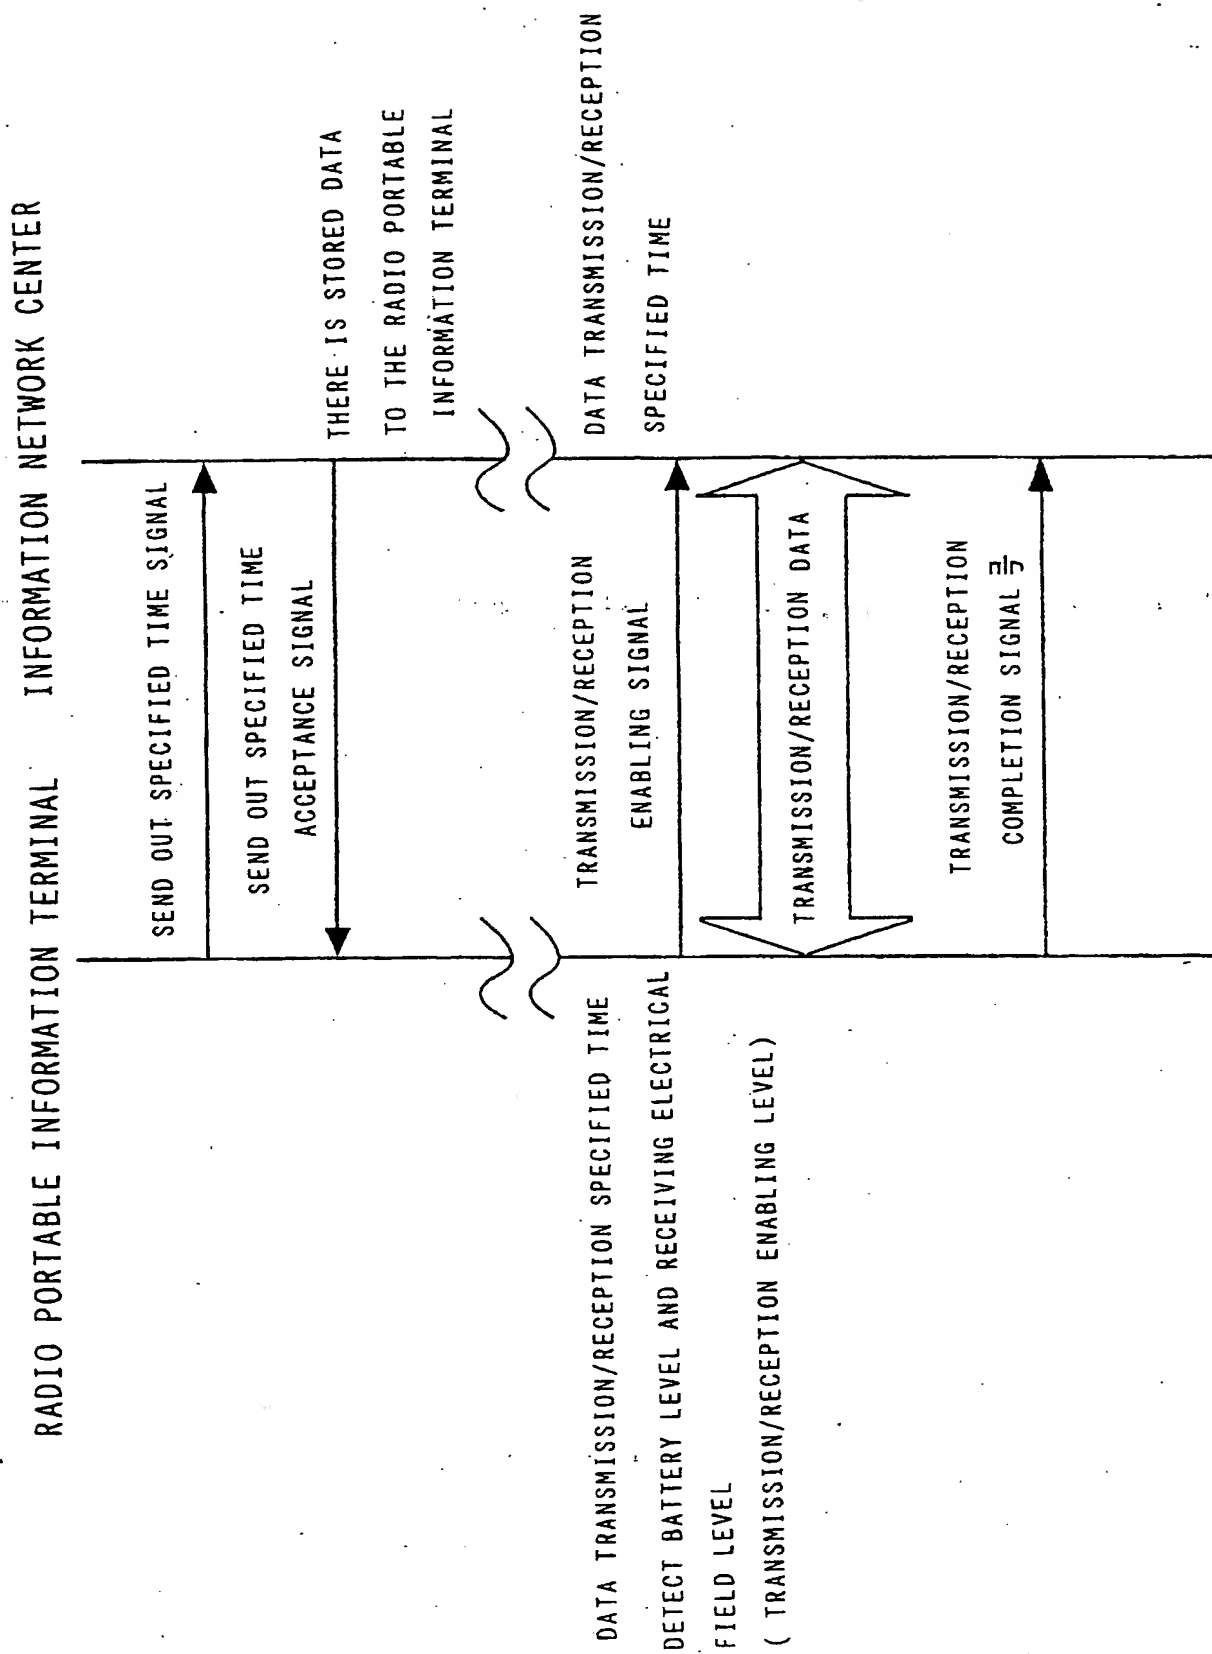 RADIO PORTABLE INFORMATION TERMINAL
INFORMATION NETWORK CENTER
SEND OUT SPECIFIED TIME SIGNAL
SEND OUT SPECIFIED TIME
ACCEPTANCE SIGNAL
THERE IS STORED DATA
TO THE RADIO PORTABLE
INFORMATION TERMINAL
DATA TRANSMISSION/RECEPTION SPECIFIED TIME
DETECT BATTERY LEVEL AND RECEIVING ELECTRICAL
FIELD LEVEL
( TRANSMISSION/RECEPTION ENABLING LEVEL)
TRANSMISSION/RECEPTION
ENABLING SIGNAL
DATA TRANSMISSION/RECEPTION
SPECIFIED TIME
TRANSMISSION/RECEPTION DATA
TRANSMISSION/RECEPTION
COMPLETION SIGNAL 号